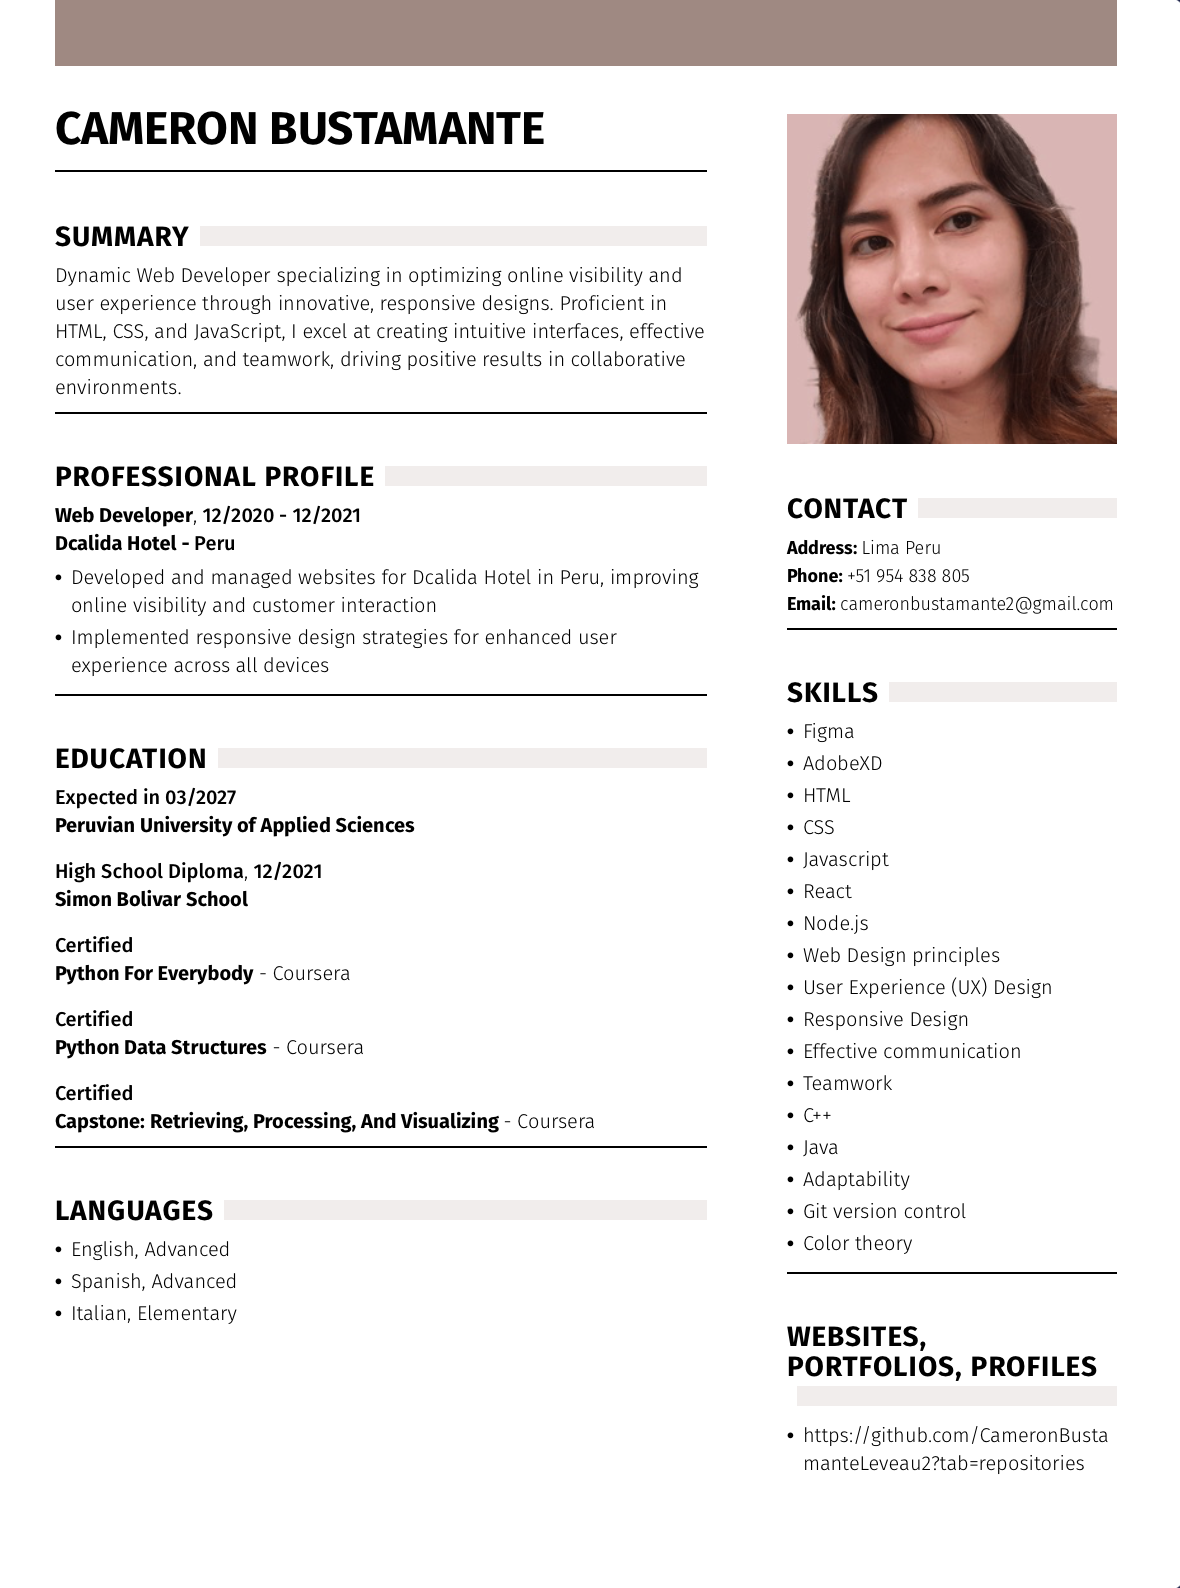 CAMERON BUSTAMANTE
SUMMARY
Dynamic Web Developer specializing in optimizing online visibility and
user experience through innovative, responsive designs. Proficient in
HTML, CSS, and JavaScript, I excel at creating intuitive interfaces, effective
communication, and teamwork, driving positive results in collaborative
environments.
PROFESSIONAL PROFILE
Web Developer, 12/2020 - 12/2021
Dcalida Hotel - Peru
• Developed and managed websites for Dcalida Hotel in Peru, improving
online visibility and customer interaction
• Implemented responsive design strategies for enhanced user
experience across all devices
EDUCATION
Expected in 03/2027
Peruvian University of Applied Sciences
High School Diploma, 12/2021
Simon Bolivar School
Certified
Python For Everybody - Coursera
Certified
Python Data Structures - Coursera
Certified
Capstone: Retrieving, Processing, And Visualizing - Coursera
LANGUAGES
• English, Advanced
• Spanish, Advanced
• Italian, Elementary
CONTACT
Address: Lima Peru
Phone: +51 954 838 805
Email: cameronbustamante2@gmail.com
SKILLS
• Figma
• AdobeXD
• HTML
• CSS
• Javascript
• React
• Node.js
• Web Design principles
• User Experience (UX) Design
• Responsive Design
• Effective communication
• Teamwork
• C++
• Java
• Adaptability
• Git version control
• Color theory
WEBSITES,
PORTFOLIOS, PROFILES
• https://github.com/CameronBusta
manteLeveau2?tab=repositories